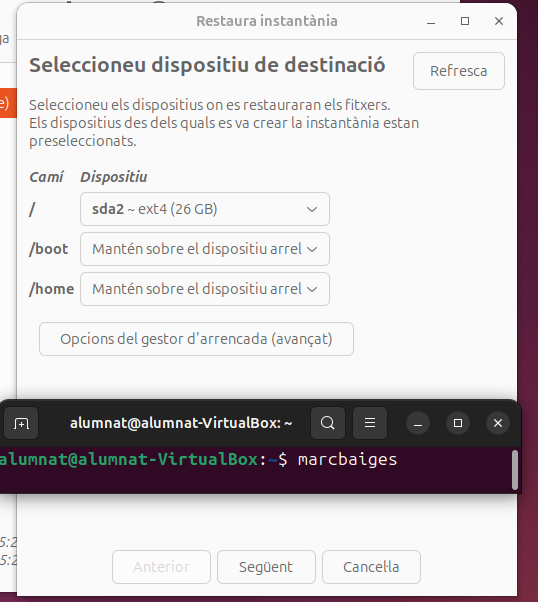 Restaura instantània
ga
Seleccioneu dispositiu de destinació
Refresca
e)
Seleccioneu els dispositius on es restauraran els fitxers.
Els dispositius des dels quals es va crear la instantània estan
preseleccionats.
Camí Dispositiu
/ sda2 ~ ext4 (26 GB)
/boot Mantén sobre el dispositiu arrel
/home Mantén sobre el dispositiu arrel
Opcions del gestor d'arrencada (avançat)
alumnat@alumnat-VirtualBox: ~
alumnat@alumnat-VirtualBox:~$ marcbaiges
5:2
5:2
Anterior Següent Cancel·la